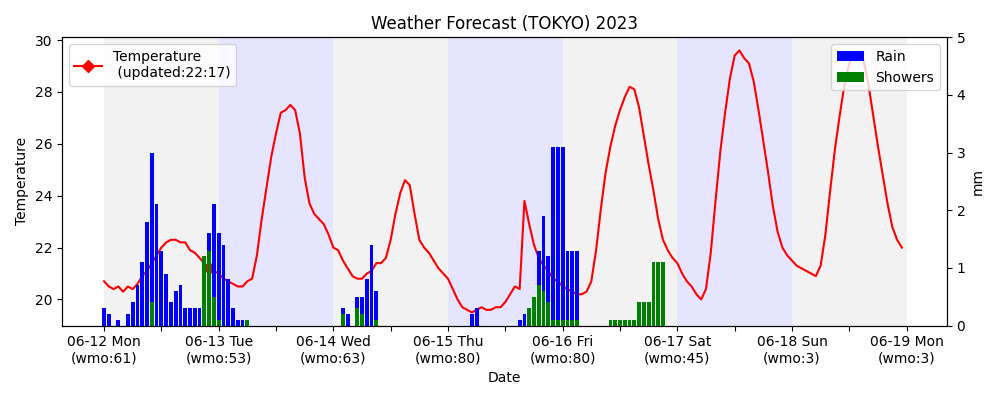 Weather Forecast (TOKYO) 2023
Temperature
(updated:22:17)
Rain
Showers
30
28
26
24
22
20
Temperature
5
4
3
2
1
0
mm
06-12 Mon
(wmo:61)
06-13 Tue
(wmo:53)
06-14 Wed
(wmo:63)
06-15 Thu
(wmo:80)
06-16 Fri
(wmo:80)
06-17 Sat
(wmo:45)
06-18 Sun
(wmo:3)
06-19 Mon
(wmo:3)
Date